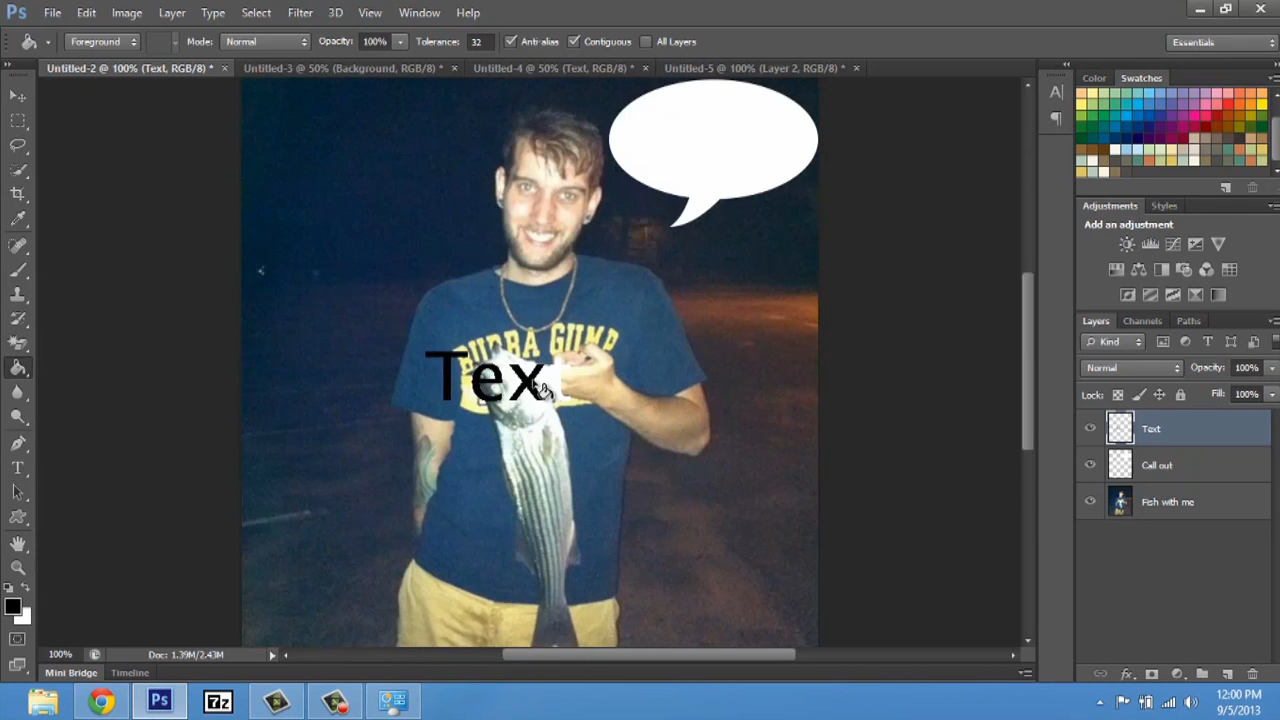 Ps File Edit Image Layer Type Select Filter 3D View Window Help
Foreground Mode: Normal Opacity: 100% Tolerance: 32 Anti-alias Contiguous All Layers Essentials
Untitled-2 @ 100% (Text, RGB/8) * × Untitled-3 @ 50% (Background, RGB/8) * × Untitled-4 @ 50% (Text, RGB/8) * × Untitled-5 @ 100% (Layer 2, RGB/8) * ×
Color Swatches
Adjustments Styles
Add an adjustment
BUBBA GUMP
Text
Layers Channels Paths
Kind
Normal Opacity: 100%
Lock: Fill: 100%
Text
Call out
Fish with me
100% Doc: 1.39M/2.43M
Mini Bridge Timeline
Ps 7z
12:00 PM
9/5/2013